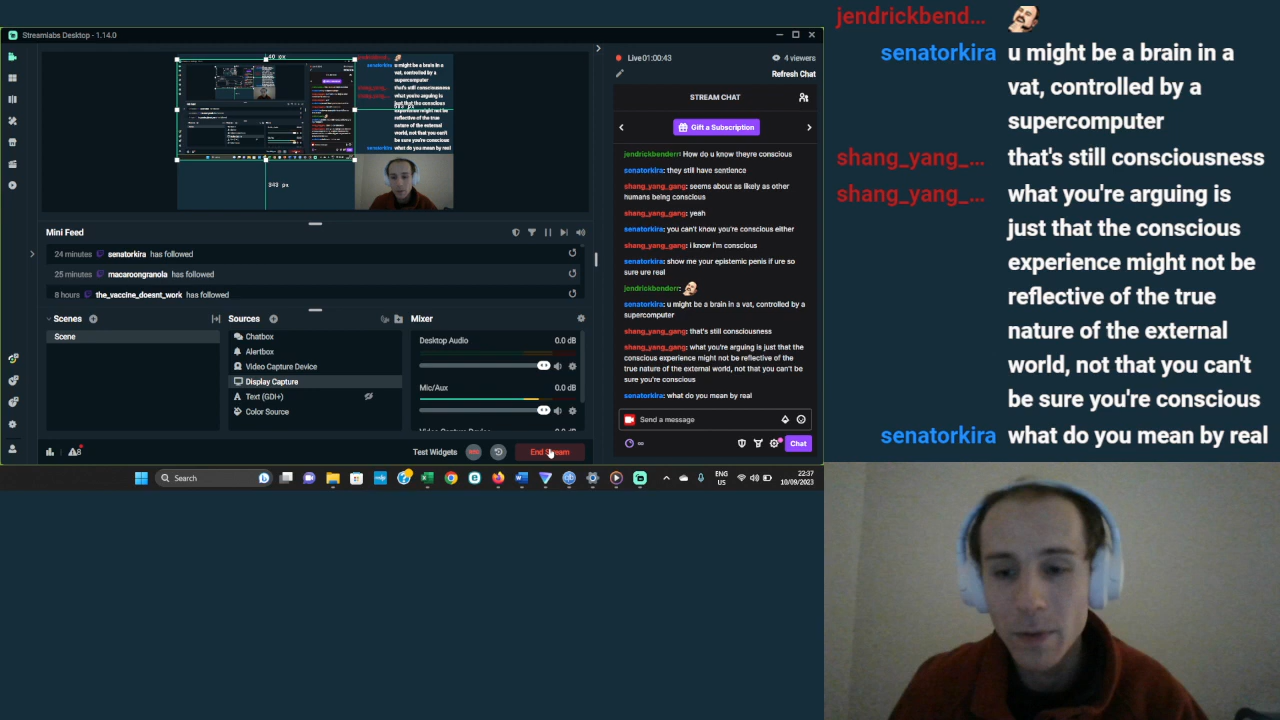 Streamlabs Desktop - 1.14.0
Live 01:00:43
4 viewers
Refresh Chat
STREAM CHAT
Gift a Subscription
jendrickbenderr: How do u know theyre conscious
senatorkira: they still have sentience
shang_yang_gang: seems about as likely as other
humans being conscious
shang_yang_gang: yeah
senatorkira: you can't know you're conscious either
shang_yang_gang: i know i'm conscious
senatorkira: show me your epistemic penis if ure so
sure ure real
jendrickbenderr:
senatorkira: u might be a brain in a vat, controlled by a
supercomputer
shang_yang_gang: that's still consciousness
shang_yang_gang: what you're arguing is just that the
conscious experience might not be reflective of the
true nature of the external world, not that you can't be
sure you're conscious
senatorkira: what do you mean by real
Send a message
Chat
343 px
Mini Feed
24 minutes senatorkira has followed
25 minutes macaroongranola has followed
8 hours the_vaccine_doesnt_work has followed
Scenes
Scene
Sources
Chatbox
Alertbox
Video Capture Device
Display Capture
Text (GDI+)
Color Source
Mixer
Desktop Audio 0.0 dB
Mic/Aux 0.0 dB
Test Widgets
REC
End Stream
Search
ENG
US
22:37
10/09/2023
jendrickbend...
senatorkira u might be a brain in a
vat, controlled by a
supercomputer
shang_yang_... that's still consciousness
shang_yang_... what you're arguing is
just that the conscious
experience might not be
reflective of the true
nature of the external
world, not that you can't
be sure you're conscious
senatorkira what do you mean by real